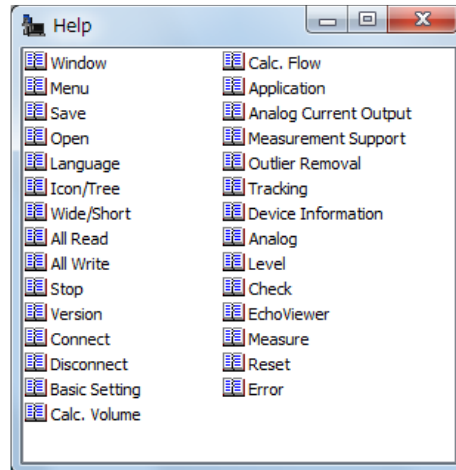 Help
Window
Menu
Save
Open
Language
Icon/Tree
Wide/Short
All Read
All Write
Stop
Version
Connect
Disconnect
Basic Setting
Calc. Volume
Calc. Flow
Application
Analog Current Output
Measurement Support
Outlier Removal
Tracking
Device Information
Analog
Level
Check
EchoViewer
Measure
Reset
Error